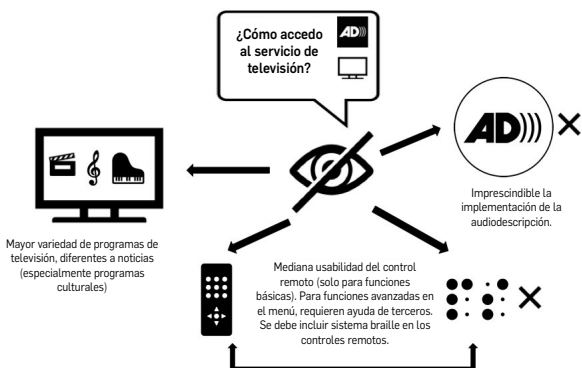 ¿Cómo accedo
al servicio de
televisión?
AD)))
AD)))
Imprescindible la
implementación de la
audiodescripción.
Mayor variedad de programas de
televisión, diferentes a noticias
(especialmente programas
culturales)
Mediana usabilidad del control
remoto (solo para funciones
básicas). Para funciones avanzadas en
el menú, requieren ayuda de terceros.
Se debe incluir sistema braille en los
controles remotos.